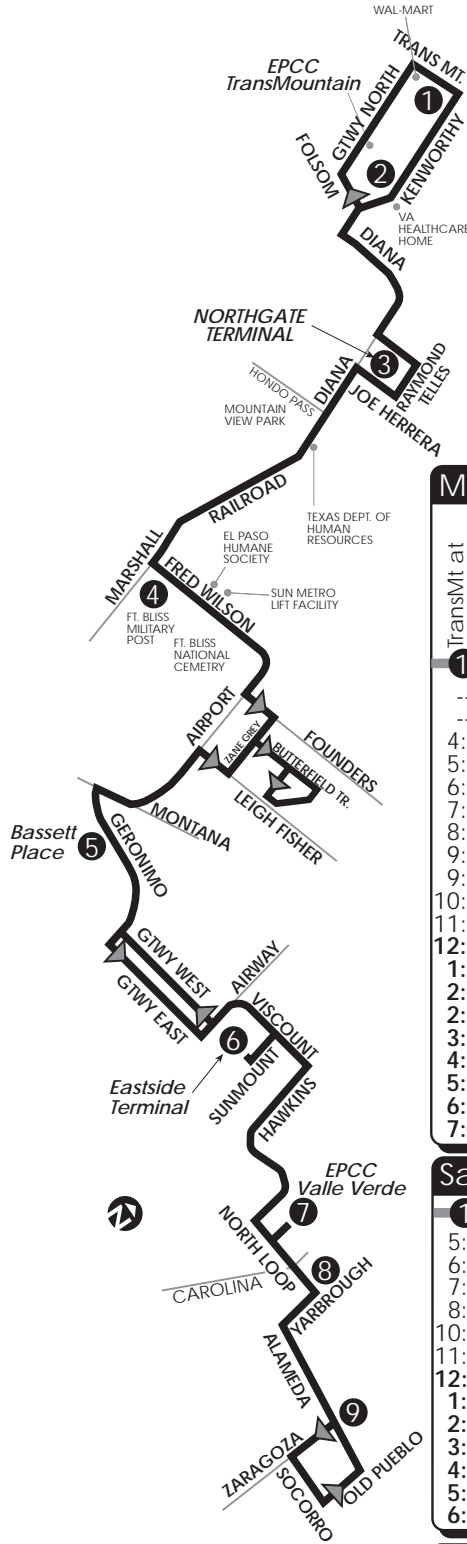 WAL-MART
TRANS MT.
EPCC
TransMountain
GTWY NORTH
1
KENWORTHY
FOLSOM
2
VA
HEALTHCARE
HOME
DIANA
NORTHGATE
TERMINAL
3
RAYMOND
TELLES
DIANA
JOE HERRERA
HONDO PASS
MOUNTAIN
VIEW PARK
RAILROAD
TEXAS DEPT. OF
HUMAN
RESOURCES
EL PASO
HUMANE
SOCIETY
MARSHALL
FRED WILSON
SUN METRO
LIFT FACILITY
4
FT. BLISS
MILITARY
POST
FT. BLISS
NATIONAL
CEMETRY
AIRPORT
ZANE GREY
FOUNDERS
BUTTERFIELD TR.
LEIGH FISHER
MONTANA
Bassett
Place
5
GERONIMO
GTWY WEST
GTWY EAST
AIRWAY
VISCOUNT
6
SUNMOUNT
Eastside
Terminal
HAWKINS
EPCC
Valle Verde
7
N
NORTH LOOP
8
CAROLINA
YARBROUGH
ALAMEDA
9
ZARAGOZA
SOCORRO
OLD PUEBLO
M
TransMt at
1
--
--
4:
5:
6:
7:
8:
9:
9:
10:
11:
12:
1:
2:
2:
3:
4:
5:
6:
7:
Sa
1
5:
6:
7:
8:
10:
11:
12:
1:
2:
3:
4:
5:
6: